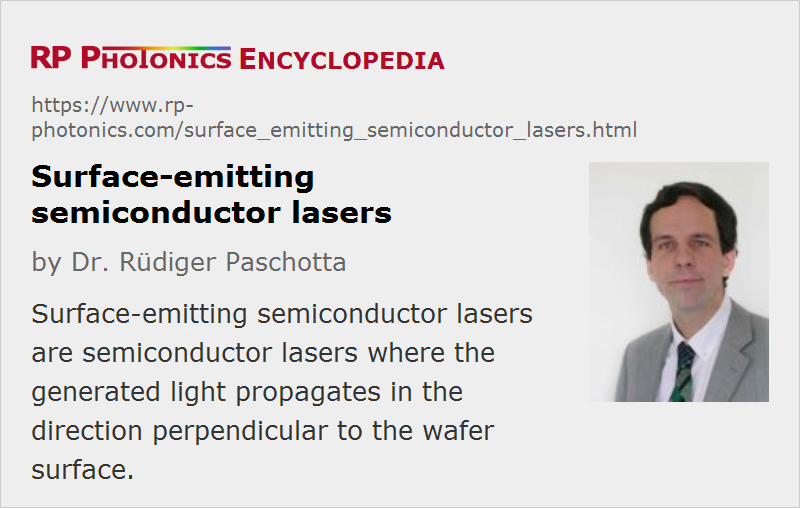 RP PHOTONICS ENCYCLOPEDIA
https://www.rp-
photonics.com/surface_emitting_semiconductor_lasers.html
Surface-emitting
semiconductor lasers
by Dr. Rüdiger Paschotta
Surface-emitting semiconductor lasers
are semiconductor lasers where the
generated light propagates in the
direction perpendicular to the wafer
surface.